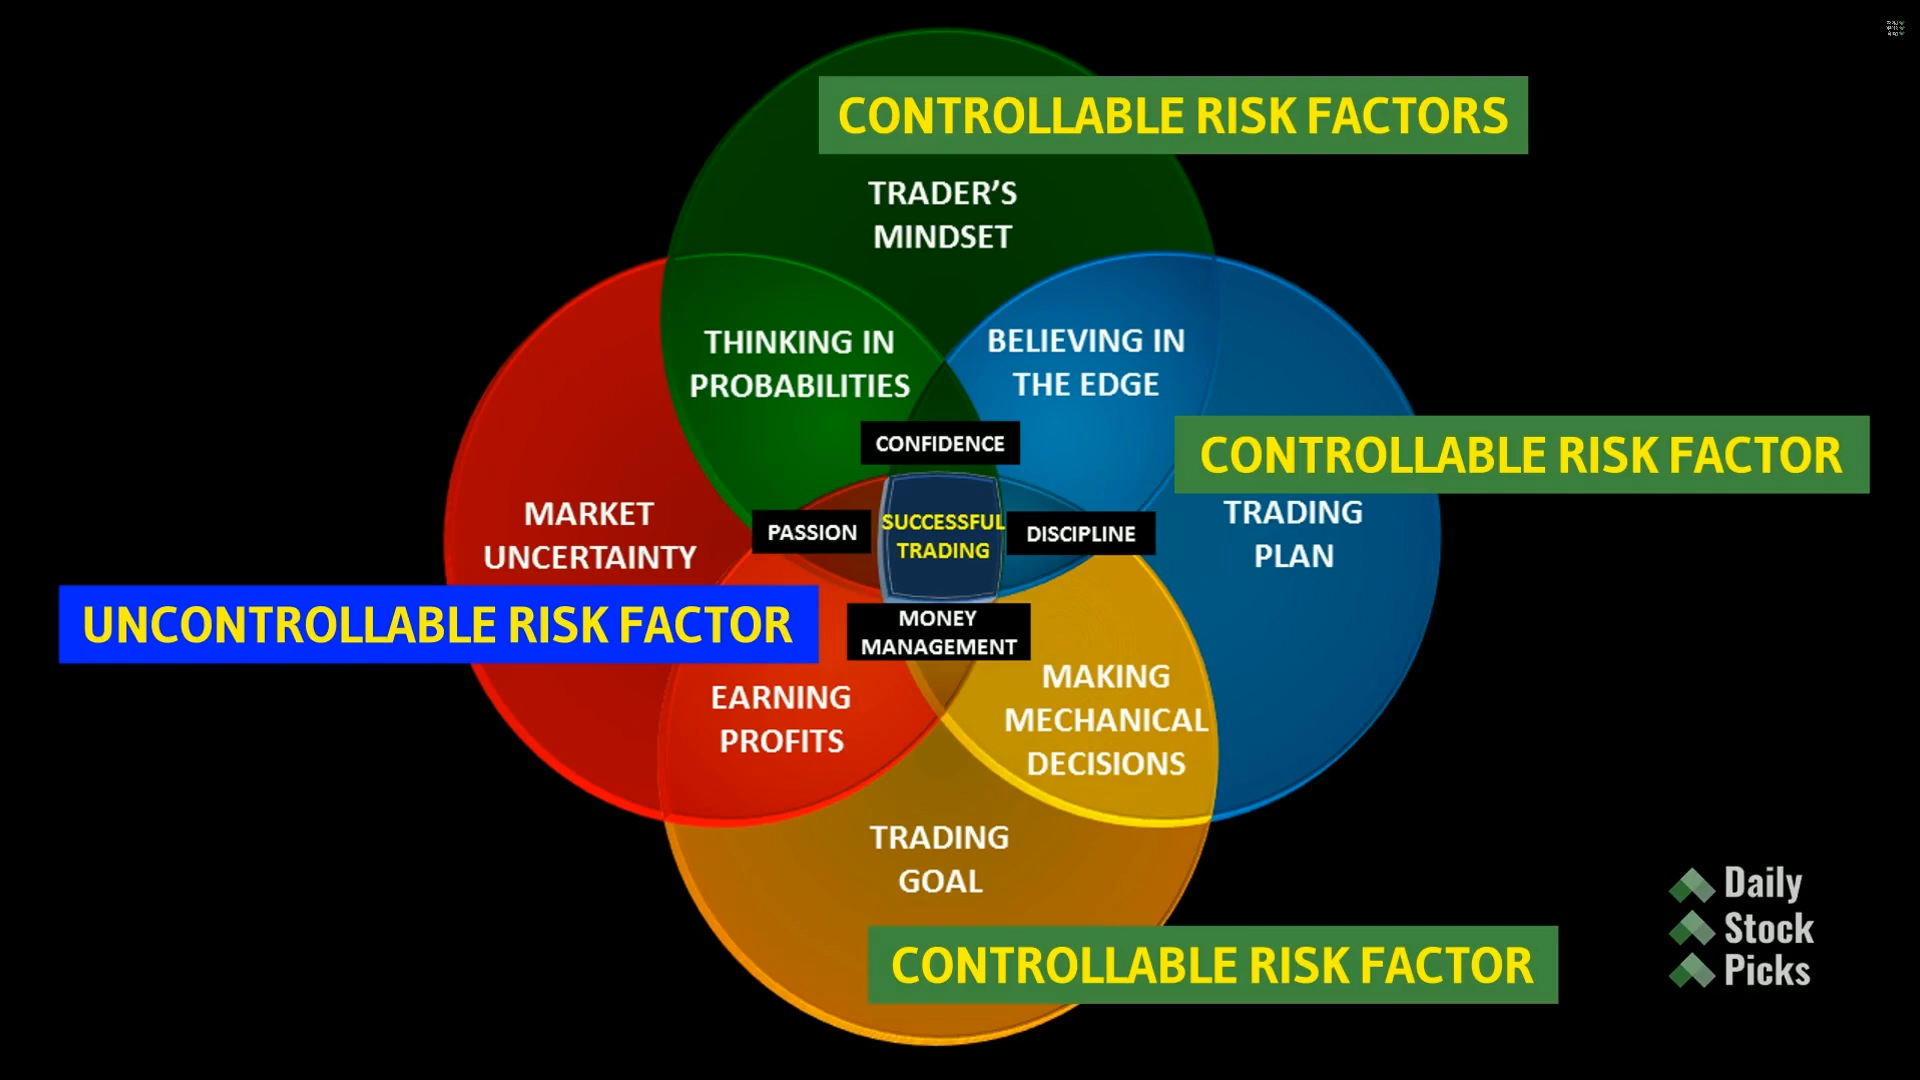 CONTROLLABLE RISK FACTORS
TRADER'S
MINDSET
THINKING IN
PROBABILITIES
BELIEVING IN
THE EDGE
CONFIDENCE
CONTROLLABLE RISK FACTOR
MARKET
UNCERTAINTY
PASSION
SUCCESSFUL
TRADING
DISCIPLINE
TRADING
PLAN
UNCONTROLLABLE RISK FACTOR
MONEY
MANAGEMENT
EARNING
PROFITS
MAKING
MECHANICAL
DECISIONS
TRADING
GOAL
CONTROLLABLE RISK FACTOR
Daily
Stock
Picks